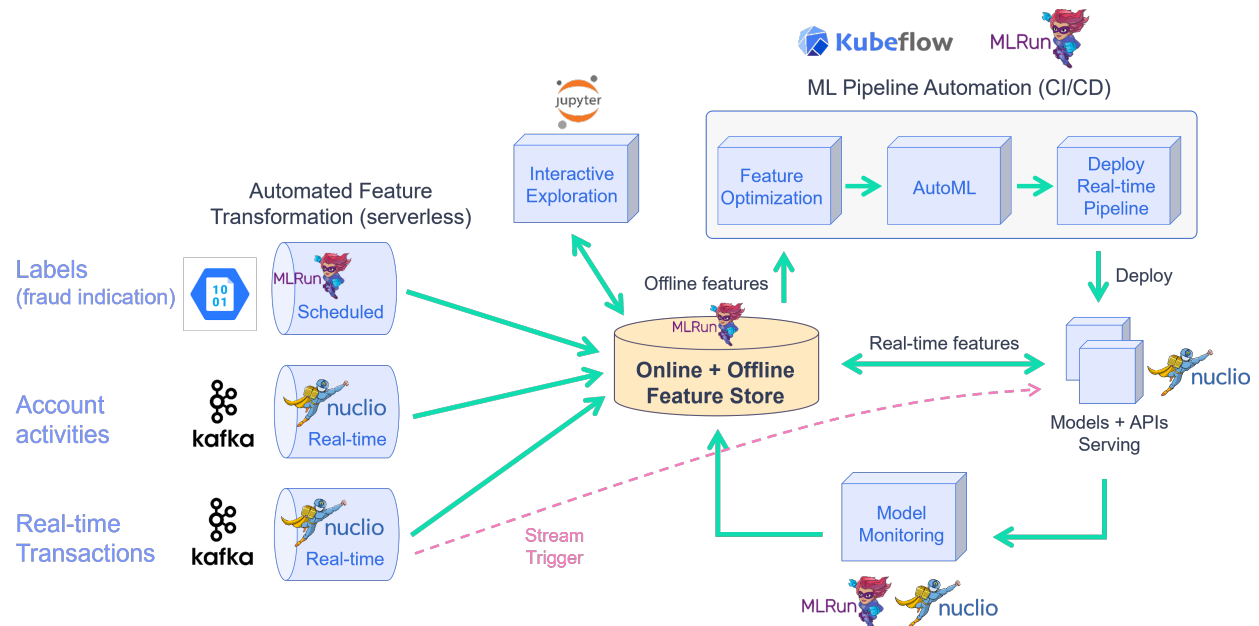 Kubeflow
MLRun
ML Pipeline Automation (CI/CD)
jupyter
Interactive
Exploration
Feature
Optimization
AutoML
Deploy
Real-time
Pipeline
Automated Feature
Transformation (serverless)
Labels
(fraud indication)
10
01
MLRun
Scheduled
Offline features
Deploy
MLRun
Online + Offline
Feature Store
Real-time features
nuclio
Models + APIs
Serving
Account
activities
kafka
nuclio
Real-time
Real-time
Transactions
kafka
nuclio
Real-time
Stream
Trigger
Model
Monitoring
MLRun
nuclio